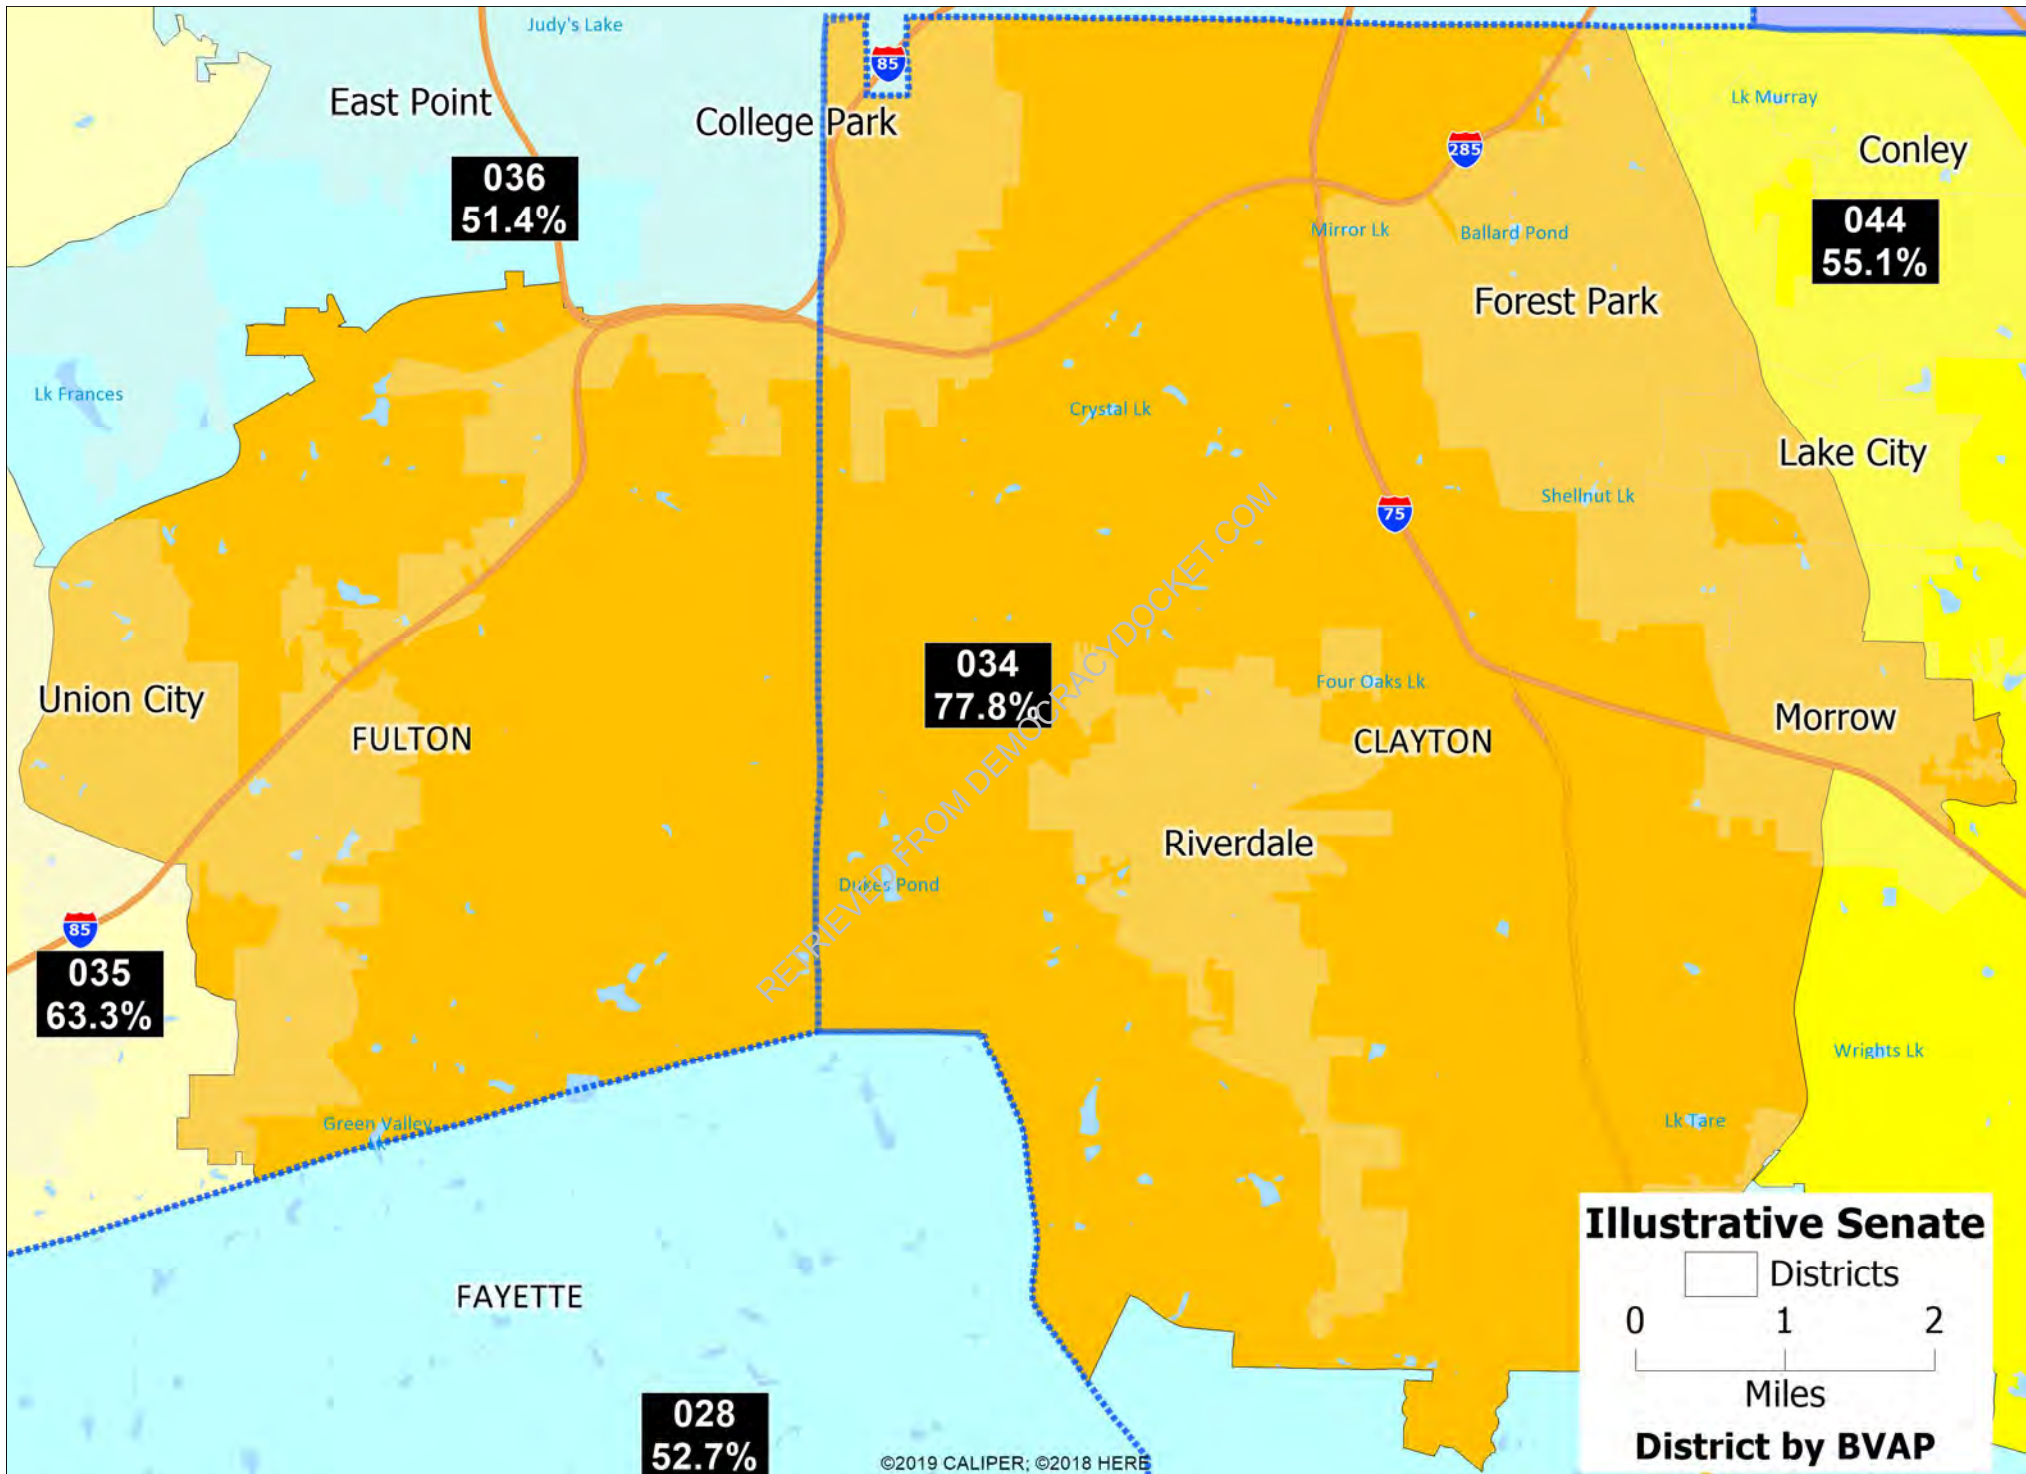 Judy's Lake
East Point
College Park
85
Lk Murray
Conley
285
036
51.4%
044
55.1%
Mirror Lk
Ballard Pond
Forest Park
Lk Frances
Crystal Lk
Lake City
Shellnut Lk
75
RETRIEVED FROM DEMOCRACYDOCKET.COM
034
77.8%
Four Oaks Lk
Union City
FULTON
CLAYTON
Morrow
Riverdale
Dukes Pond
85
035
63.3%
Wrights Lk
Green Valley
Lk
Lk Tare
FAYETTE
028
52.7%
©2019 CALIPER; ©2018 HERE
Illustrative Senate
Districts
0 1 2
Miles
District by BVAP